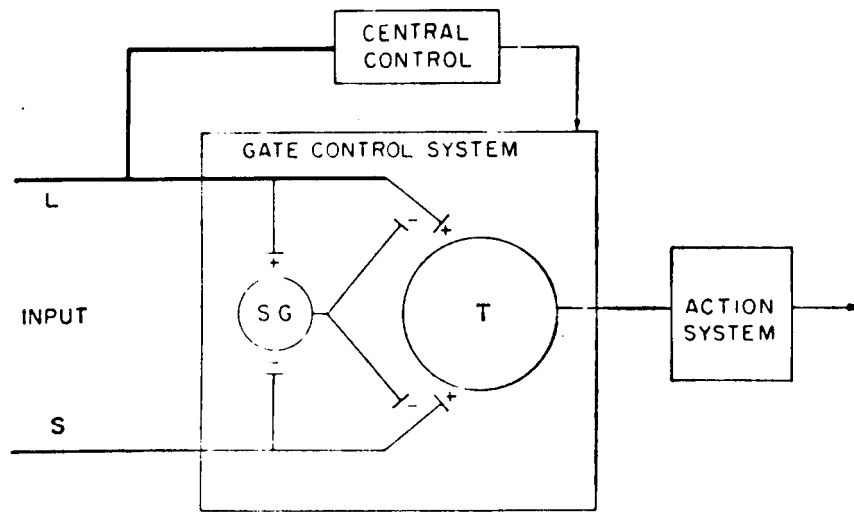 CENTRAL
CONTROL
GATE CONTROL SYSTEM
L
- +
+
SG
T
INPUT
ACTION
SYSTEM
-
- +
S